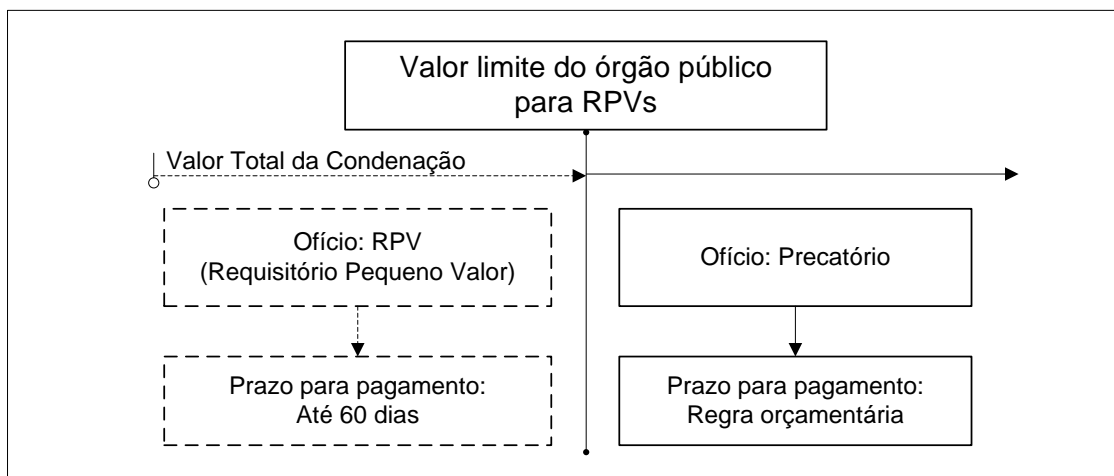 Valor limite do órgão público
para RPVs
Valor Total da Condenação
Ofício: RPV
(Requisitório Pequeno Valor)
Ofício: Precatório
Prazo para pagamento:
Até 60 dias
Prazo para pagamento:
Regra orçamentária